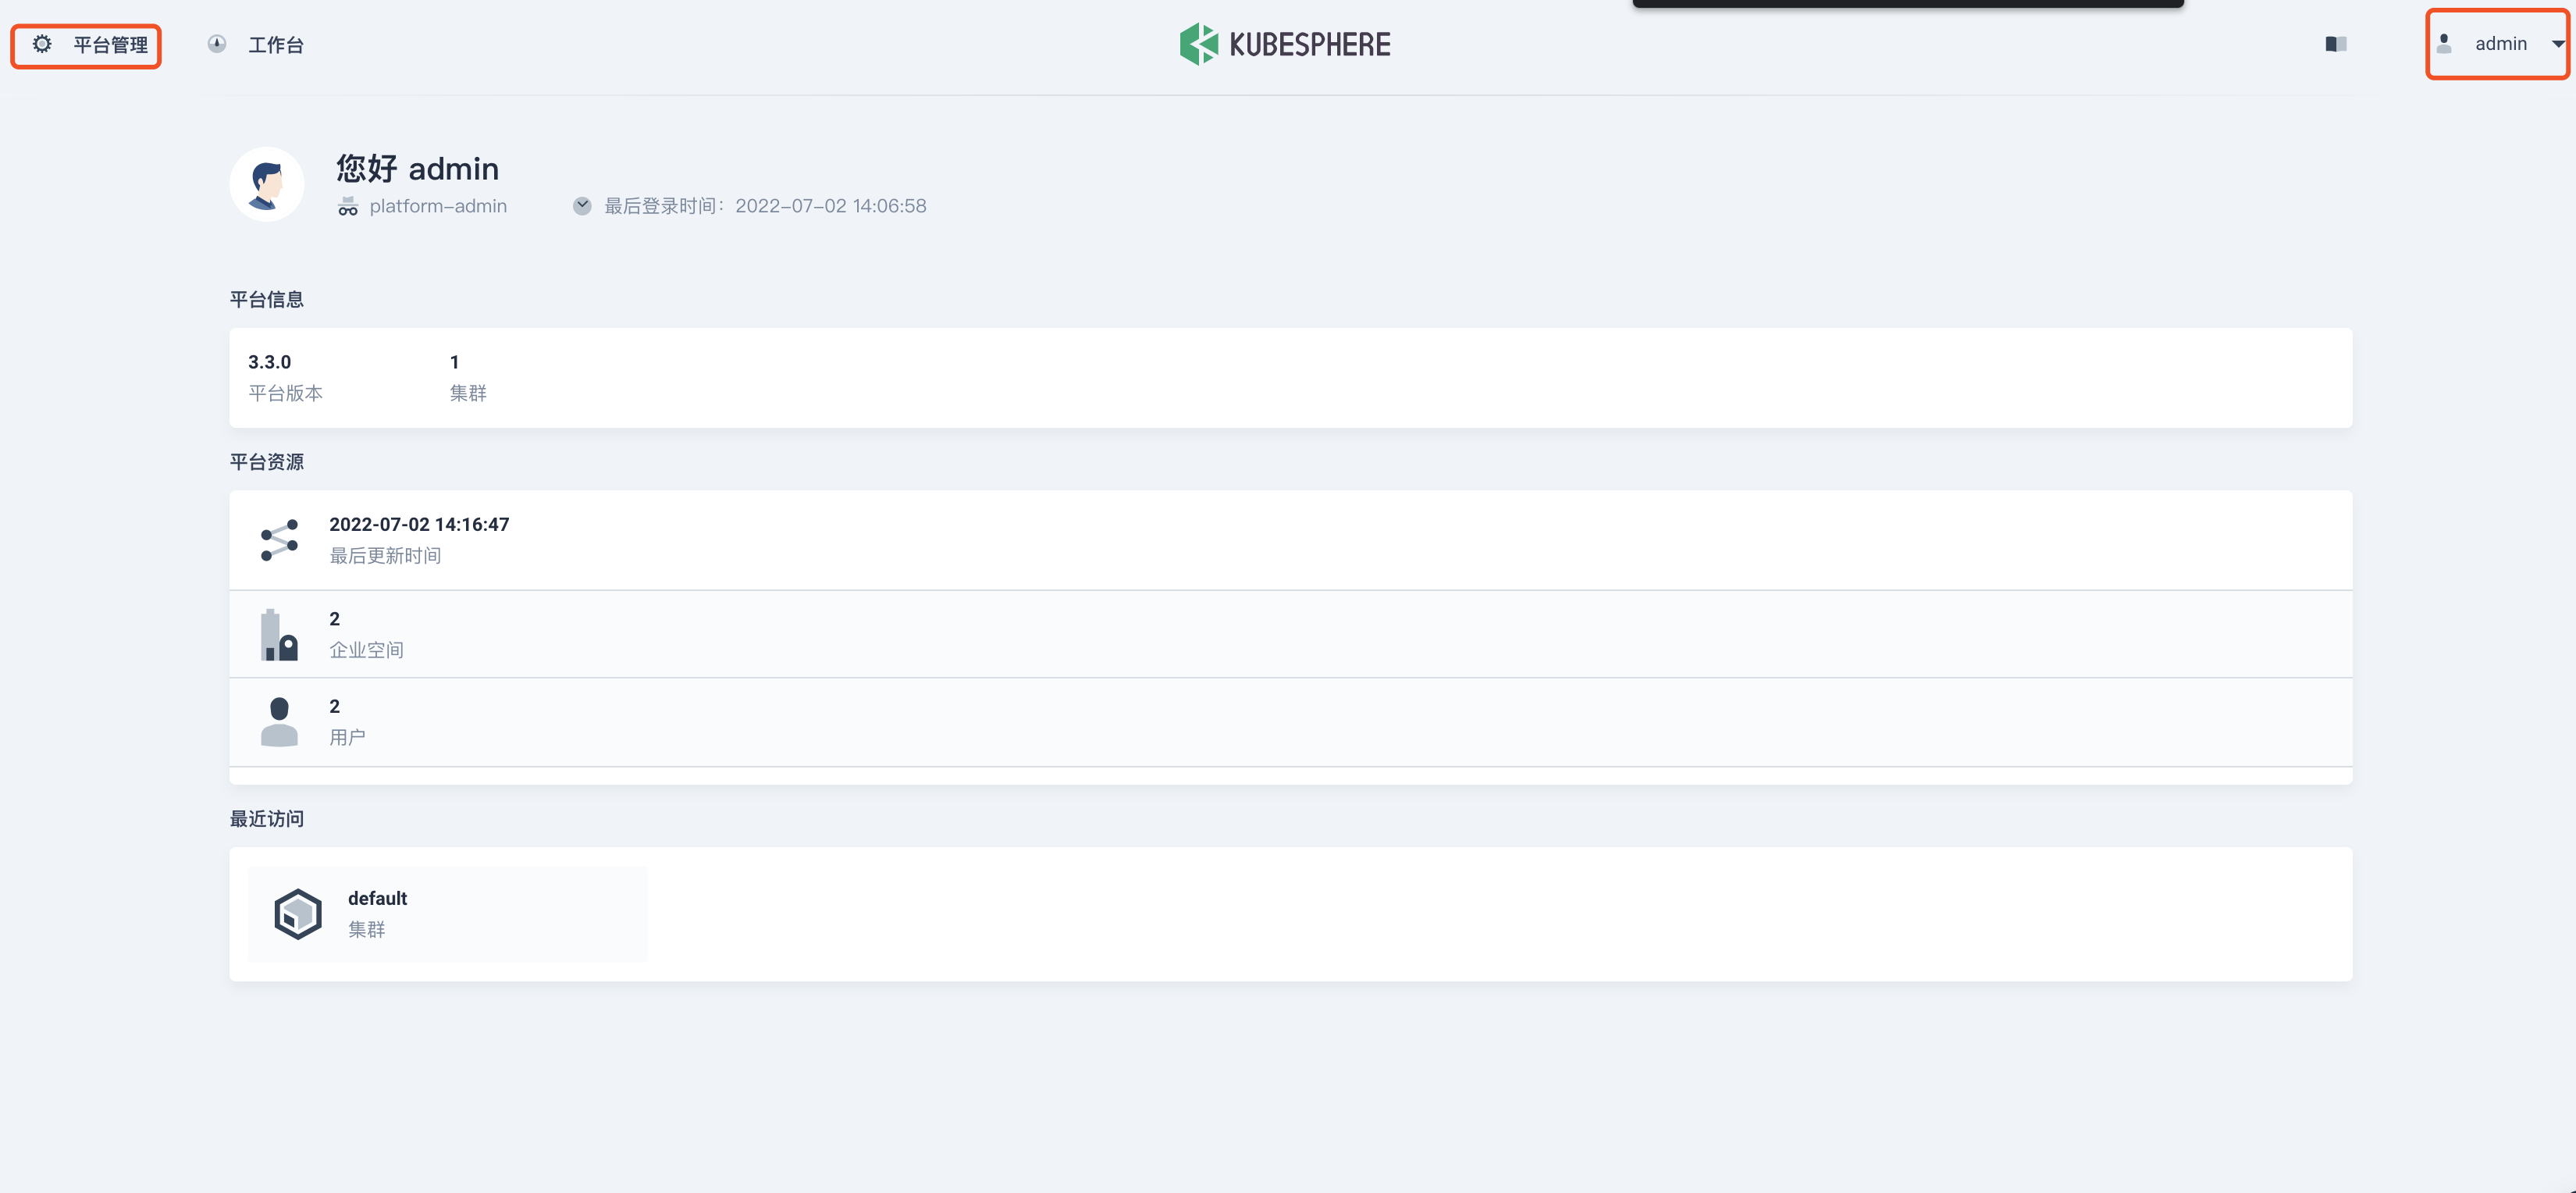 平台管理
工作台
KUBESPHERE
admin
您好 admin
platform-admin
最后登录时间：2022-07-02 14:06:58
平台信息
3.3.0
平台版本
1
集群
平台资源
2022-07-02 14:16:47
最后更新时间
2
企业空间
2
用户
最近访问
default
集群